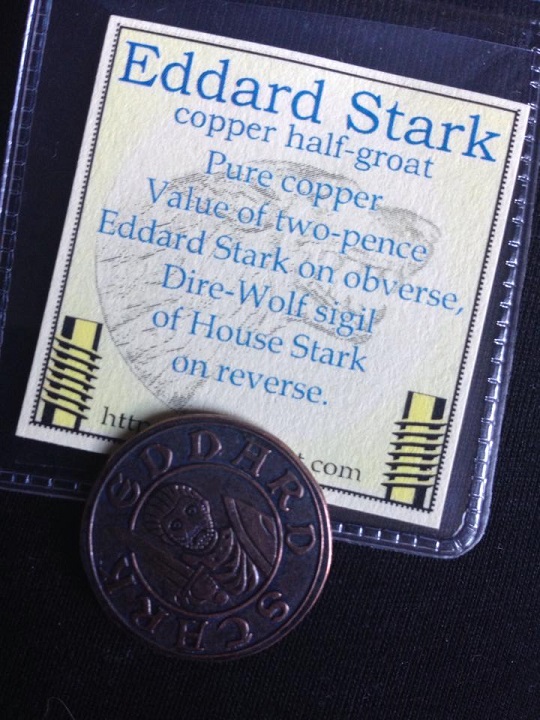 Eddard Stark
copper half-groat
Pure copper
Value of two-pence
Eddard Stark on obverse,
Dire-Wolf sigil
of House Stark
on reverse.
.com
EDDARD STARK